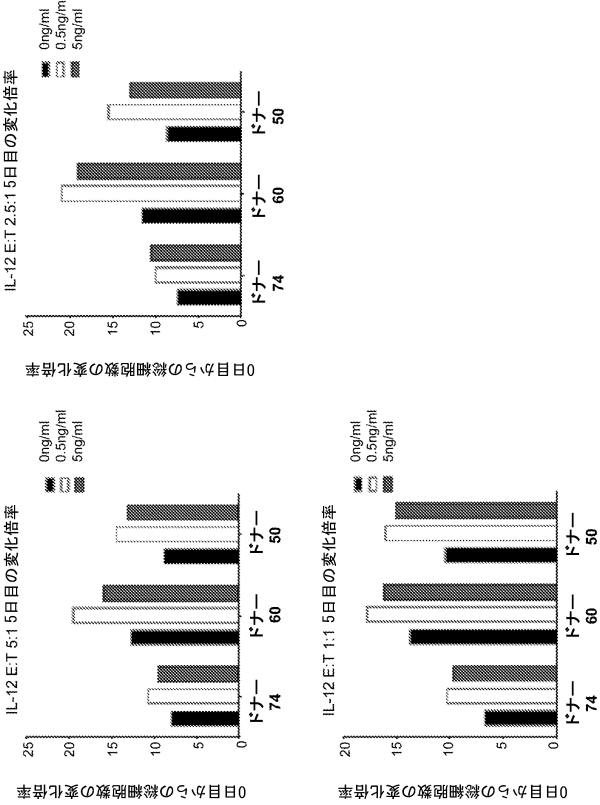 IL-12 E:T 5:1 5日目の変化倍率
0ng/ml
0.5ng/ml
5ng/ml
0日目からの総細胞数の変化倍率
25
20
15
10
5
0
ドナー 74
ドナー 60
ドナー 50
IL-12 E:T 2.5:1 5日目の変化倍率
0ng/ml
0.5ng/m
5ng/ml
0日目からの総細胞数の変化倍率
25
20
15
10
5
0
ドナー 74
ドナー 60
ドナー 50
IL-12 E:T 1:1 5日目の変化倍率
0ng/ml
0.5ng/ml
5ng/ml
0日目からの総細胞数の変化倍率
20
15
10
5
0
ドナー 74
ドナー 60
ドナー 50